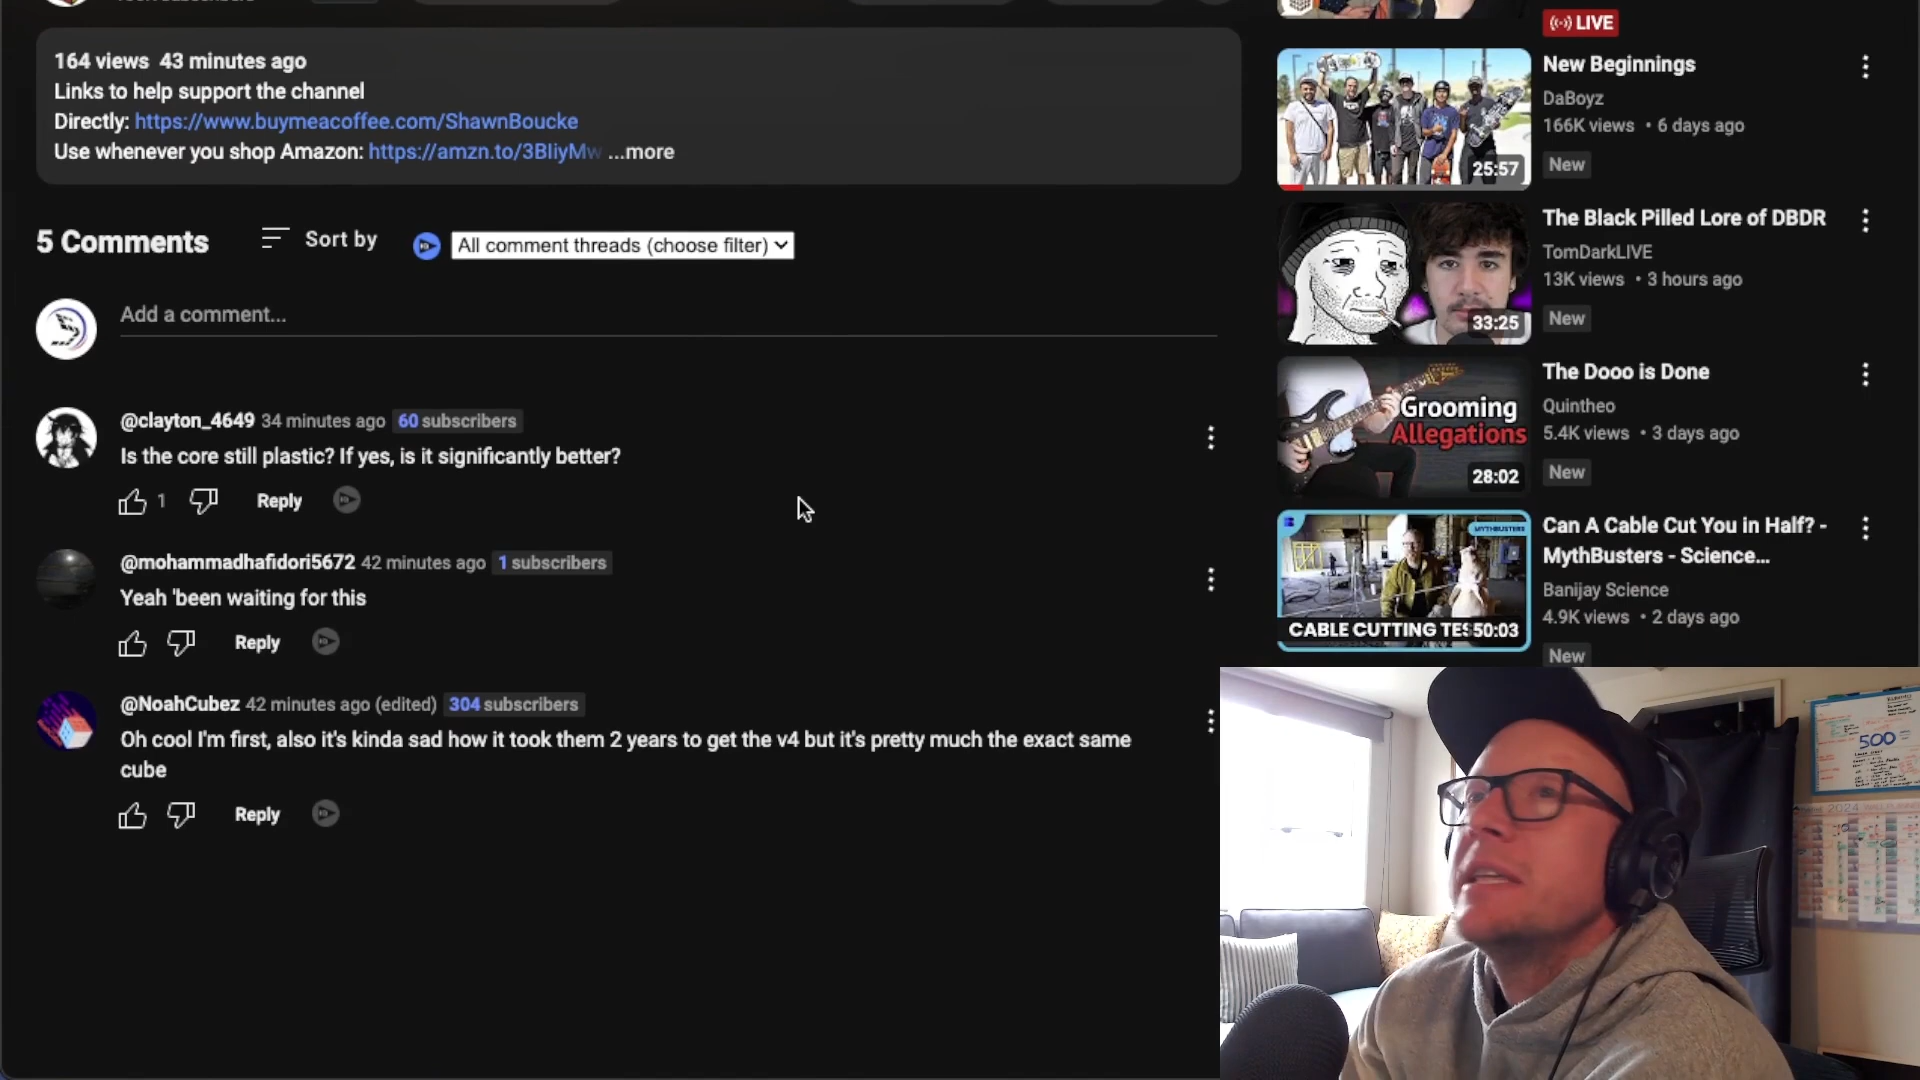 LIVE
164 views 43 minutes ago
Links to help support the channel
Directly: https://www.buymeacoffee.com/ShawnBoucke
Use whenever you shop Amazon: https://amzn.to/3BliyMw ...more
5 Comments
Sort by
All comment threads (choose filter)
Add a comment...
@clayton_4649 34 minutes ago 60 subscribers
Is the core still plastic? If yes, is it significantly better?
1 Reply
@mohammadhafidori5672 42 minutes ago 1 subscribers
Yeah 'been waiting for this
Reply
@NoahCubez 42 minutes ago (edited) 304 subscribers
Oh cool I'm first, also it's kinda sad how it took them 2 years to get the v4 but it's pretty much the exact same
cube
Reply
25:57
New Beginnings
DaBoyz
166K views • 6 days ago
New
33:25
The Black Pilled Lore of DBDR
TomDarkLIVE
13K views • 3 hours ago
New
Grooming
Allegations
28:02
The Dooo is Done
Quintheo
5.4K views • 3 days ago
New
MYTHBUSTERS
CABLE CUTTING TES
50:03
Can A Cable Cut You in Half? -
MythBusters - Science...
Banijay Science
4.9K views • 2 days ago
New
500
2024